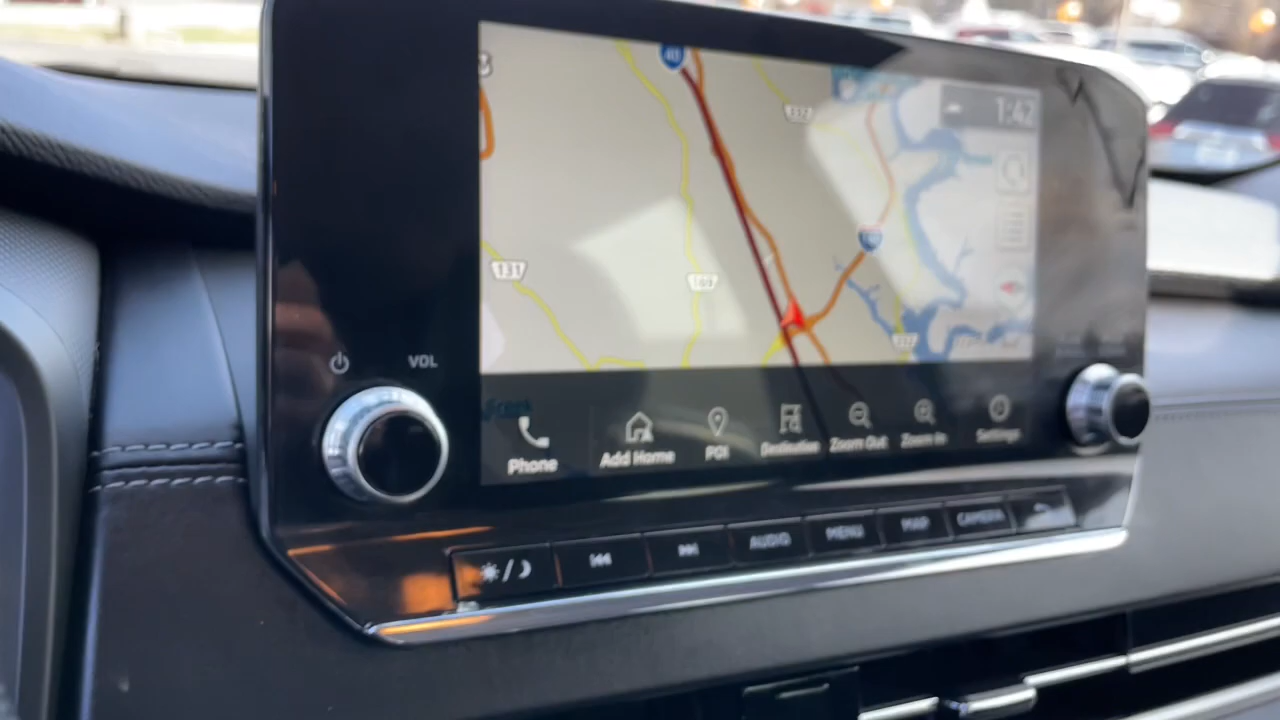 1:42
131
VOL
Phone
Add Home
POI
Destination
Zoom Out
Zoom In
Settings
AUDIO
MENU
MAP
CAMERA